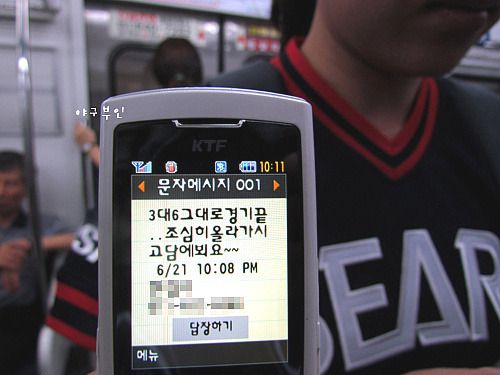 야구부인
KTF
10:11
문자메시지 001
3대6그대로경기끝
..조심히올라가시
고담에뵈요~~
6/21 10:08 PM
답장하기
메뉴
BEAR